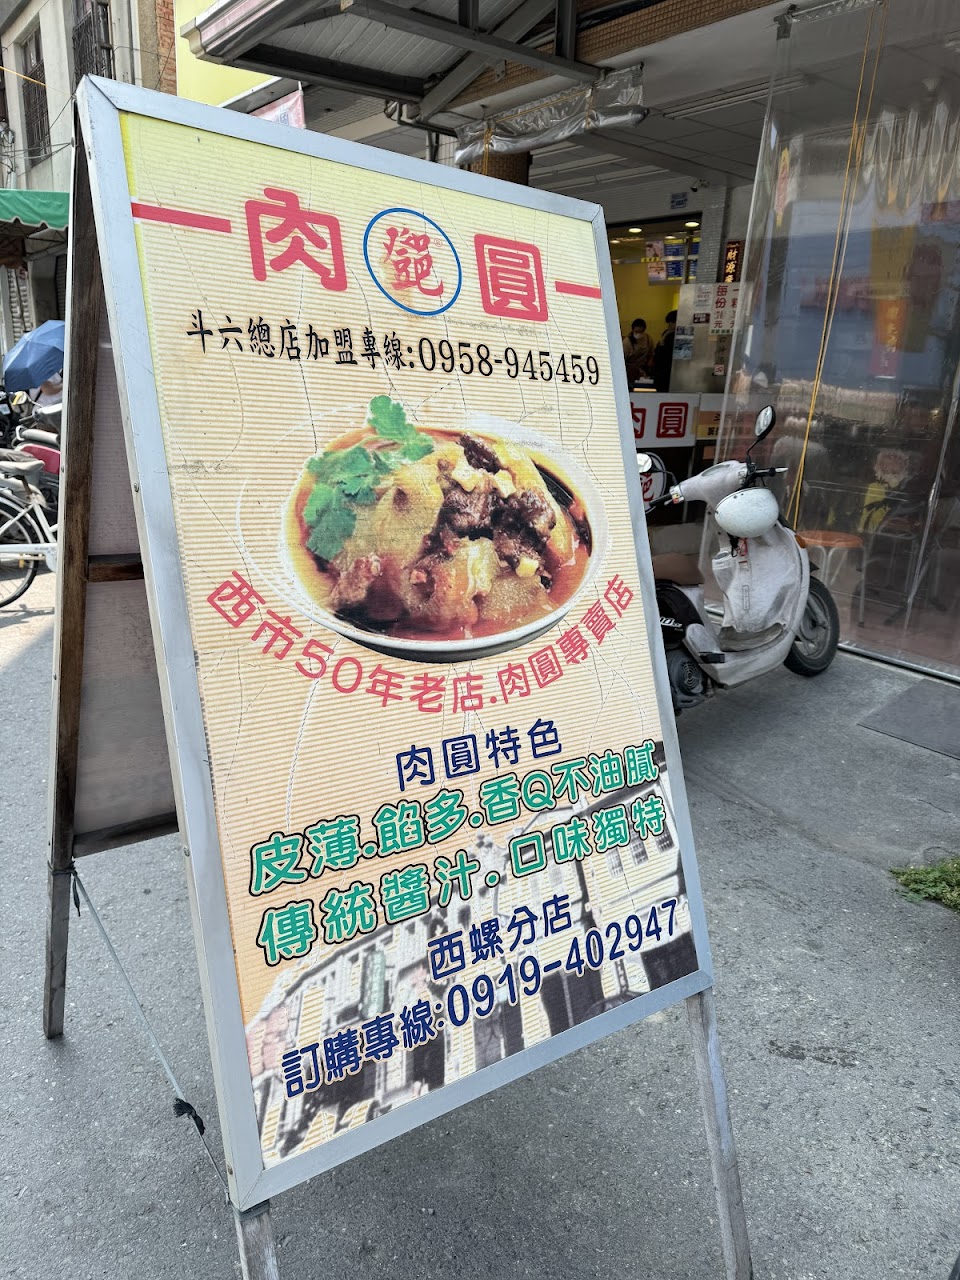 肉 圓
斗六總店加盟專線:0958-945459
西市50年老店.肉圓專賣店
肉圓特色
皮薄.餡多.香Q不油膩
傳統醬汁.口味獨特
西螺分店
訂購專線:0919-402947
肉圓